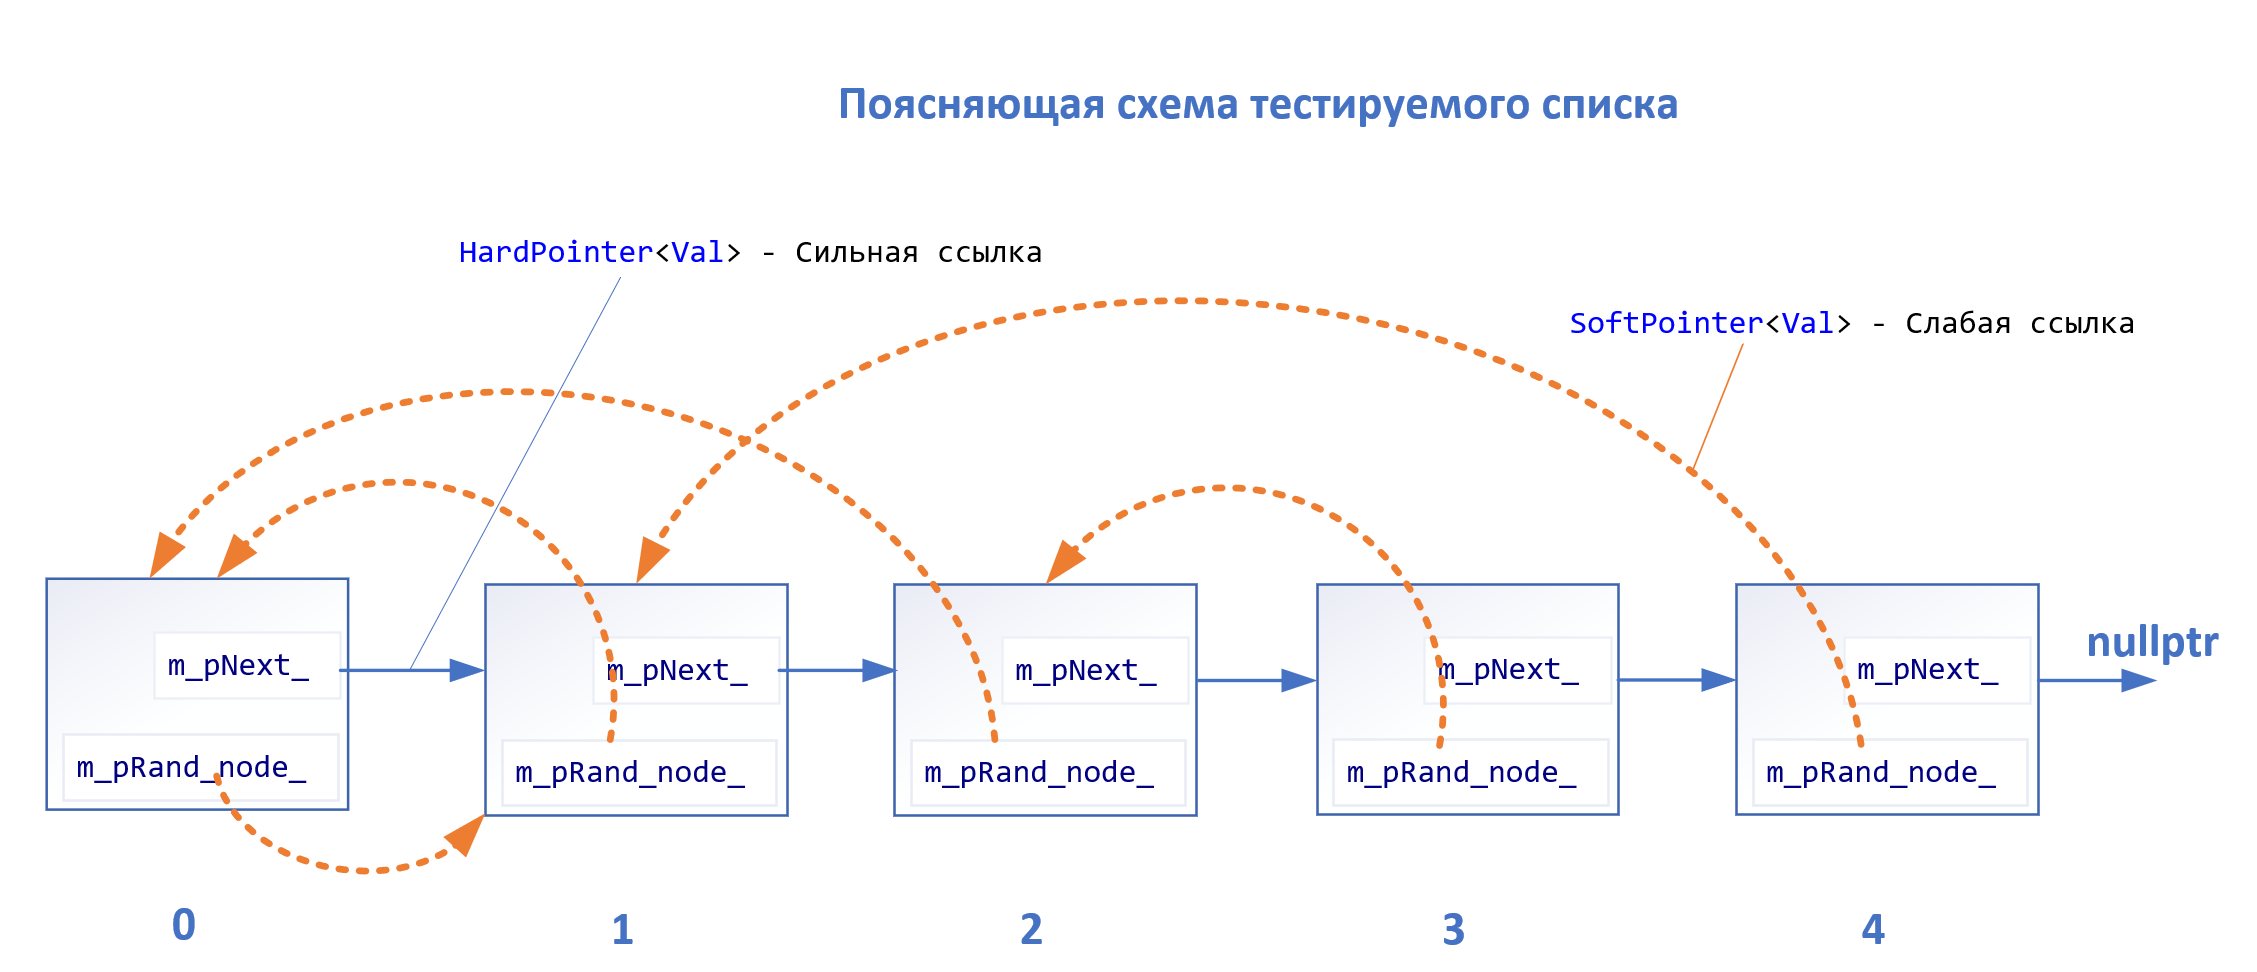 Поясняющая схема тестируемого списка
HardPointer<Val> - Сильная ссылка
SoftPointer<Val> - Слабая ссылка
m_pNext_
m_pNext_
m_pNext_
m_pNext_
m_pNext_
nullptr
m_pRand_node_
m_pRand_node_
m_pRand_node_
m_pRand_node_
m_pRand_node_
0
1
2
3
4